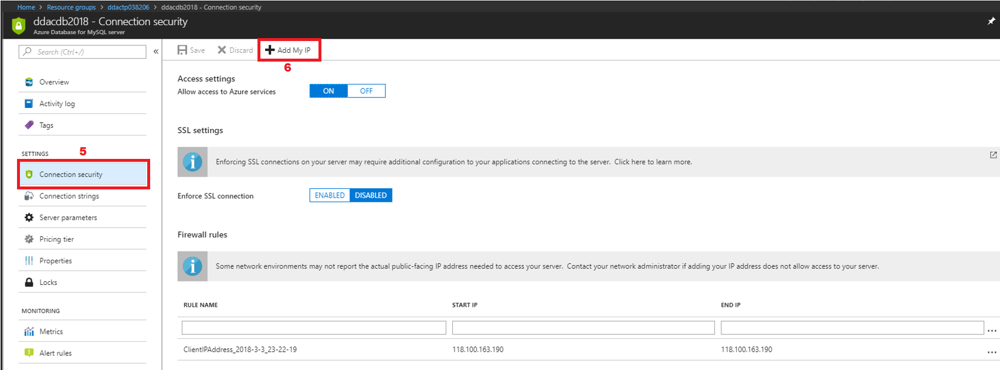 Home > Resource groups > ddactp038206 > ddacdb2018 - Connection security
ddacdb2018 - Connection security
Azure Database for MySQL server
Search (Ctrl+/)
«
Save Discard Add My IP
6
Overview
Activity log
Tags
SETTINGS
5
Connection security
Connection strings
Server parameters
Pricing tier
Properties
Locks
MONITORING
Metrics
Alert rules
Access settings
Allow access to Azure services ON OFF
SSL settings
Enforcing SSL connections on your server may require additional configuration to your applications connecting to the server. Click here to learn more.
Enforce SSL connection ENABLED DISABLED
Firewall rules
Some network environments may not report the actual public-facing IP address needed to access your server. Contact your network administrator if adding your IP address does not allow access to your server.
RULE NAME START IP END IP
...
ClientIPAddress_2018-3-3_23-22-19 118.100.163.190 118.100.163.190 ...